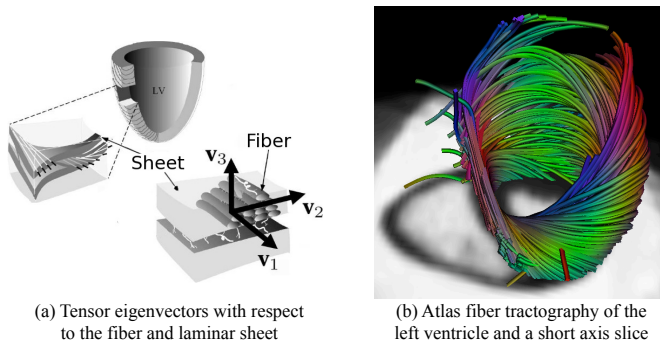 LV
Sheet
Fiber
v3
v2
v1
(a) Tensor eigenvectors with respect
to the fiber and laminar sheet
(b) Atlas fiber tractography of the
left ventricle and a short axis slice